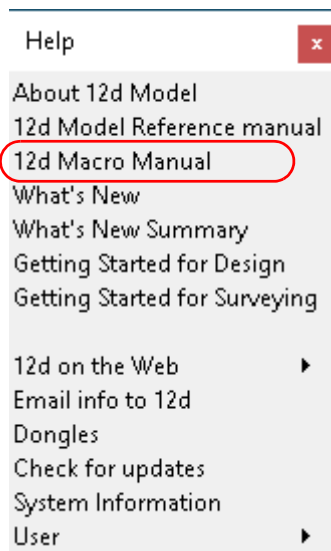 Help
x
About 12d Model
12d Model Reference manual
12d Macro Manual
What's New
What's New Summary
Getting Started for Design
Getting Started for Surveying
12d on the Web
Email info to 12d
Dongles
Check for updates
System Information
User